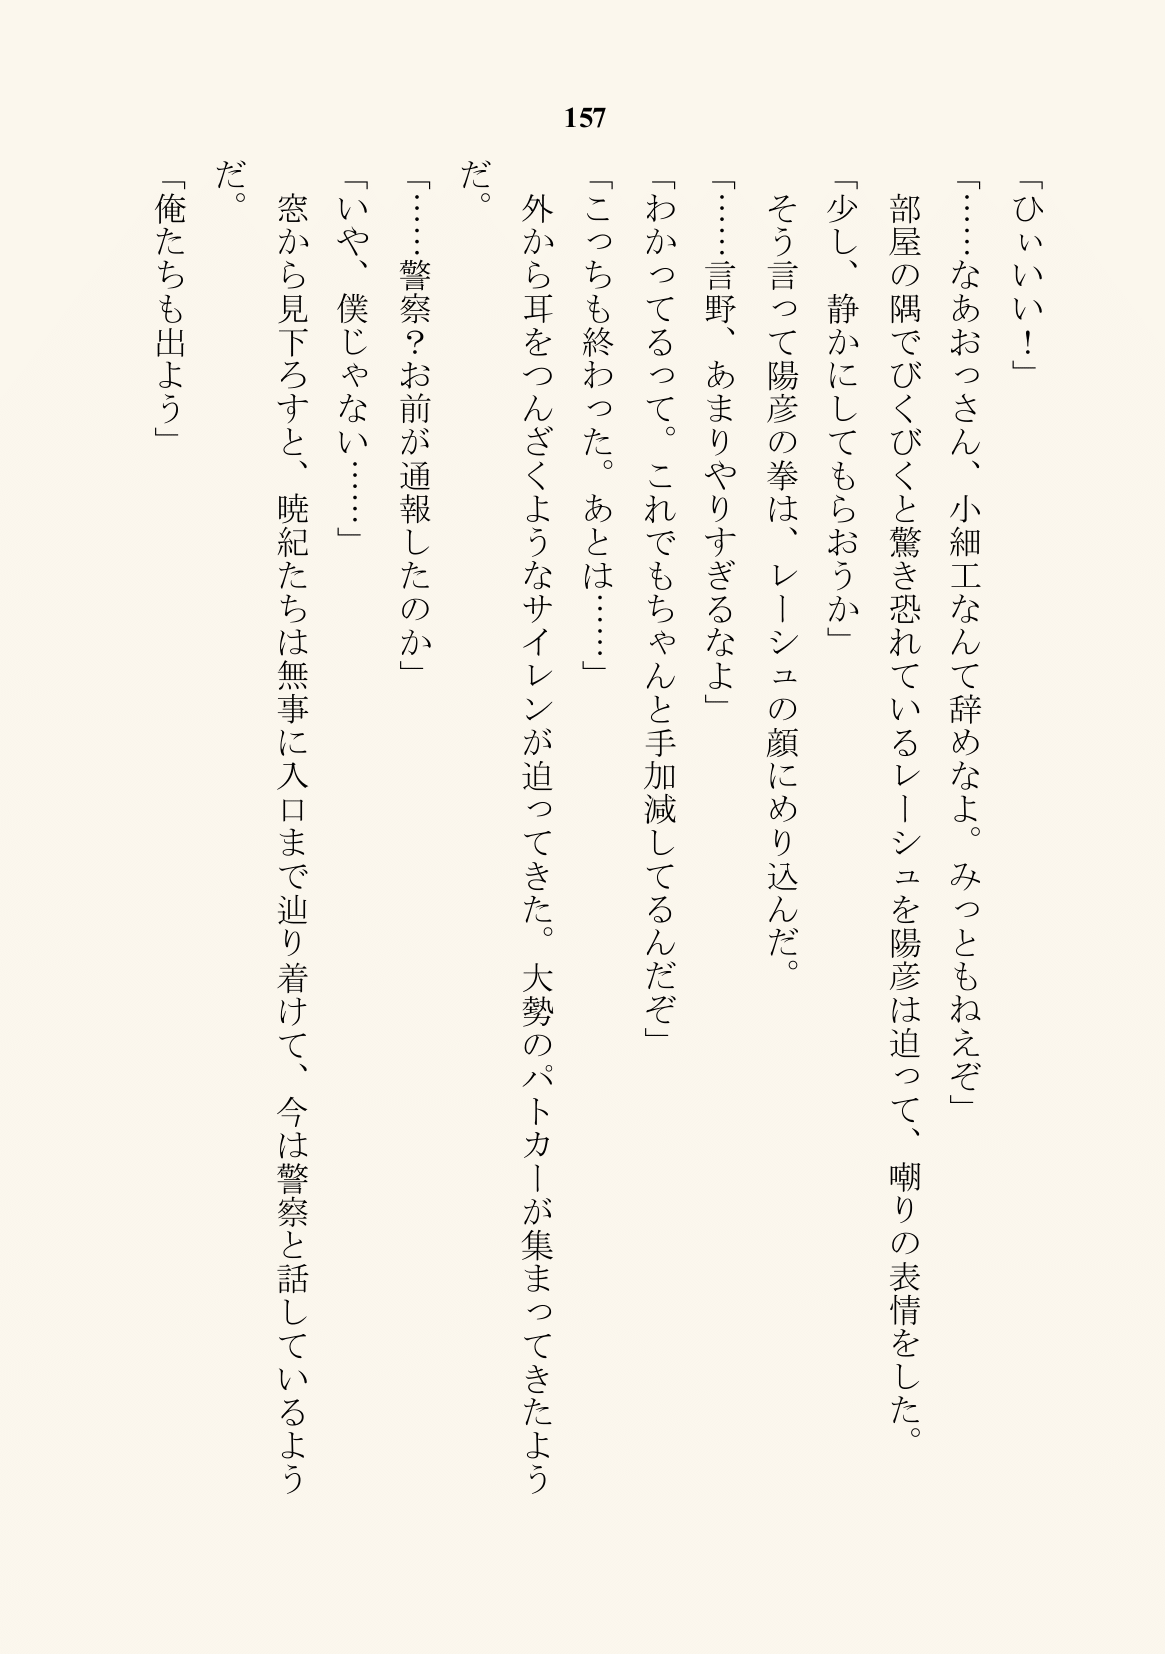 157
「ひぃいい！」
「……なあおっさん、小細工なんて辞めなよ。みっともねえぞ」
　部屋の隅でびくびくと驚き恐れているレーシュを陽彦は迫って、嘲りの表情をした。
「少し、静かにしてもらおうか」
　そう言って陽彦の拳は、レーシュの顔にめり込んだ。
「……言野、あまりやりすぎるなよ」
「わかってるって。これでもちゃんと手加減してるんだぞ」
「こっちも終わった。あとは……」
　外から耳をつんざくようなサイレンが迫ってきた。大勢のパトカーが集まってきたよう
だ。
「……警察？お前が通報したのか」
「いや、僕じゃない……」
　窓から見下ろすと、暁紀たちは無事に入口まで辿り着けて、今は警察と話しているよう
だ。
「俺たちも出よう」